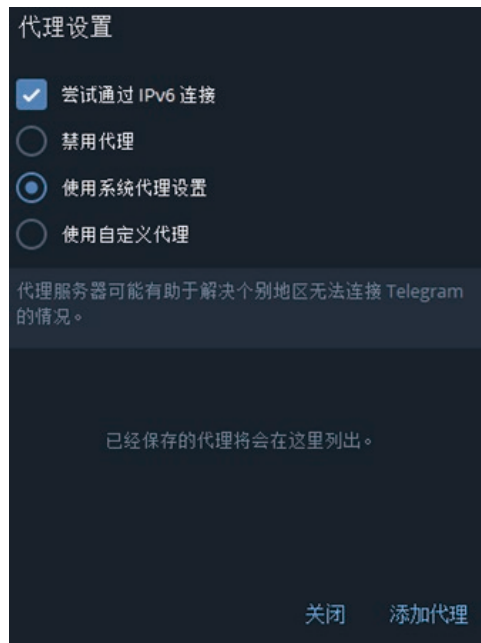 代理设置
尝试通过 IPv6 连接
禁用代理
使用系统代理设置
使用自定义代理
代理服务器可能有助于解决个别地区无法连接 Telegram
的情况。
已经保存的代理将会在这里列出。
关闭 添加代理